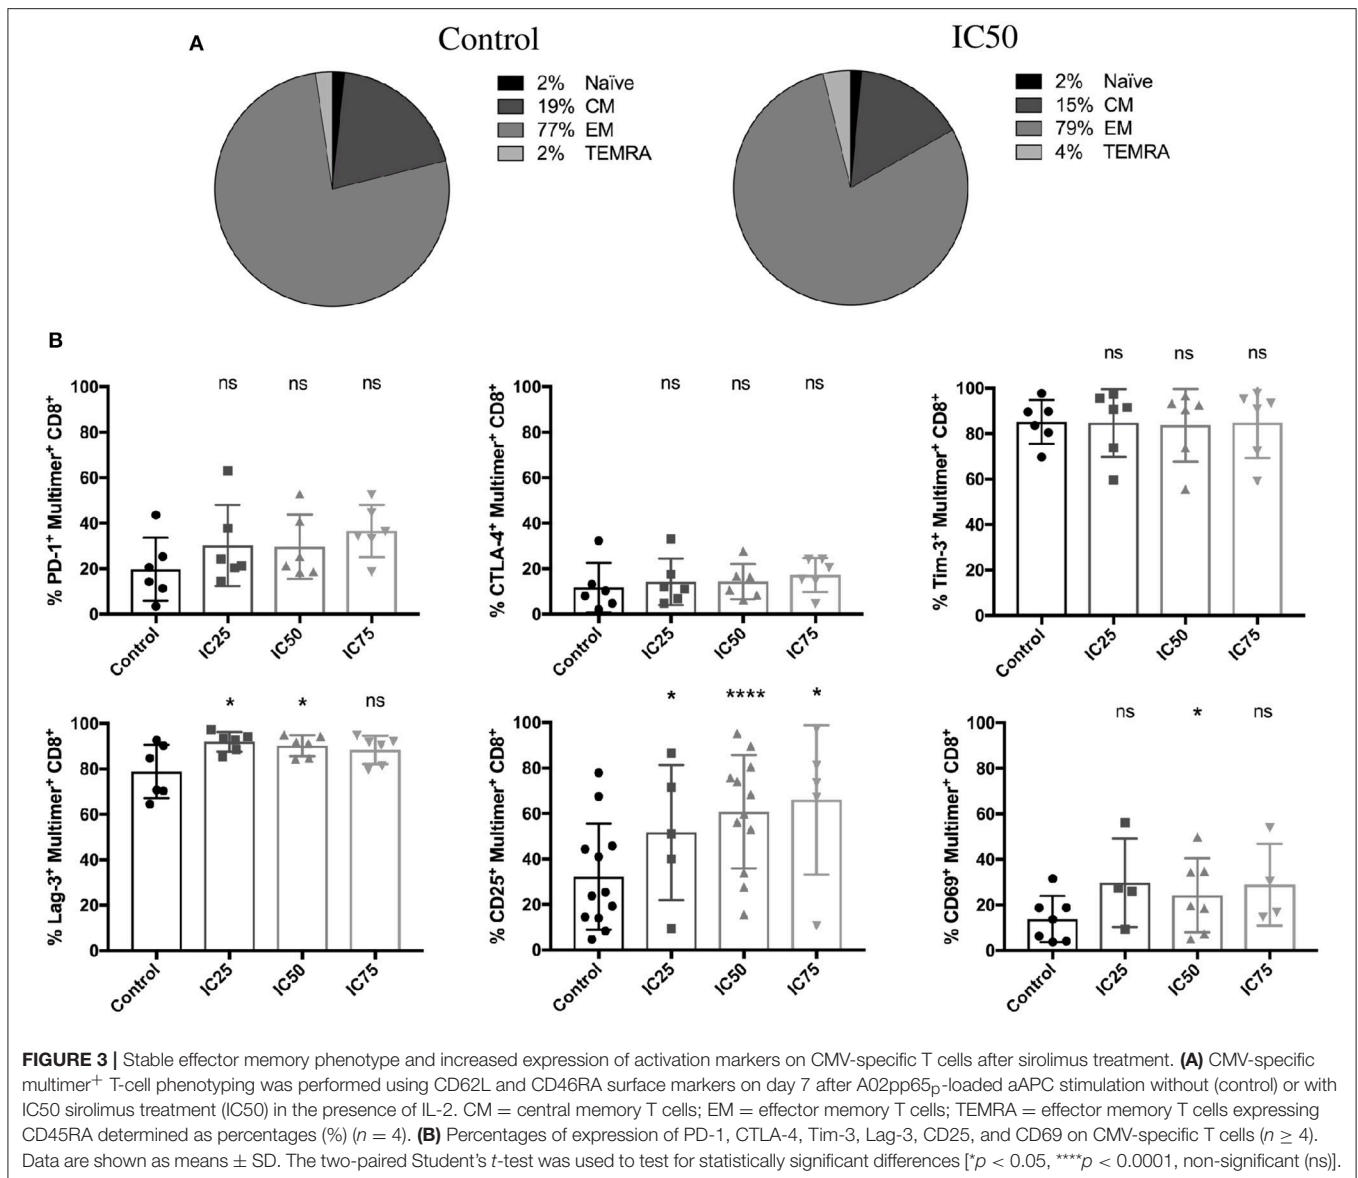 A
Control
2% Naïve
19% CM
77% EM
2% TEMRA
IC50
2% Naïve
15% CM
79% EM
4% TEMRA
B
% PD-1+ Multimer+ CD8+
100
80
60
40
20
0
ns ns ns
Control IC25 IC50 IC75
% CTLA-4+ Multimer+ CD8+
100
80
60
40
20
0
ns ns ns
Control IC25 IC50 IC75
% Tim-3+ Multimer+ CD8+
100
80
60
40
20
0
ns ns ns
Control IC25 IC50 IC75
% Lag-3+ Multimer+ CD8+
100
80
60
40
20
0
* * ns
Control IC25 IC50 IC75
% CD25+ Multimer+ CD8+
100
80
60
40
20
0
* **** *
Control IC25 IC50 IC75
% CD69+ Multimer+ CD8+
100
80
60
40
20
0
ns * ns
Control IC25 IC50 IC75
FIGURE 3 | Stable effector memory phenotype and increased expression of activation markers on CMV-specific T cells after sirolimus treatment. (A) CMV-specific
multimer+ T-cell phenotyping was performed using CD62L and CD46RA surface markers on day 7 after A02pp65p-loaded aAPC stimulation without (control) or with
IC50 sirolimus treatment (IC50) in the presence of IL-2. CM = central memory T cells; EM = effector memory T cells; TEMRA = effector memory T cells expressing
CD45RA determined as percentages (%) (n = 4). (B) Percentages of expression of PD-1, CTLA-4, Tim-3, Lag-3, CD25, and CD69 on CMV-specific T cells (n ≥ 4).
Data are shown as means ± SD. The two-paired Student's t-test was used to test for statistically significant differences [*p < 0.05, ****p < 0.0001, non-significant (ns)].